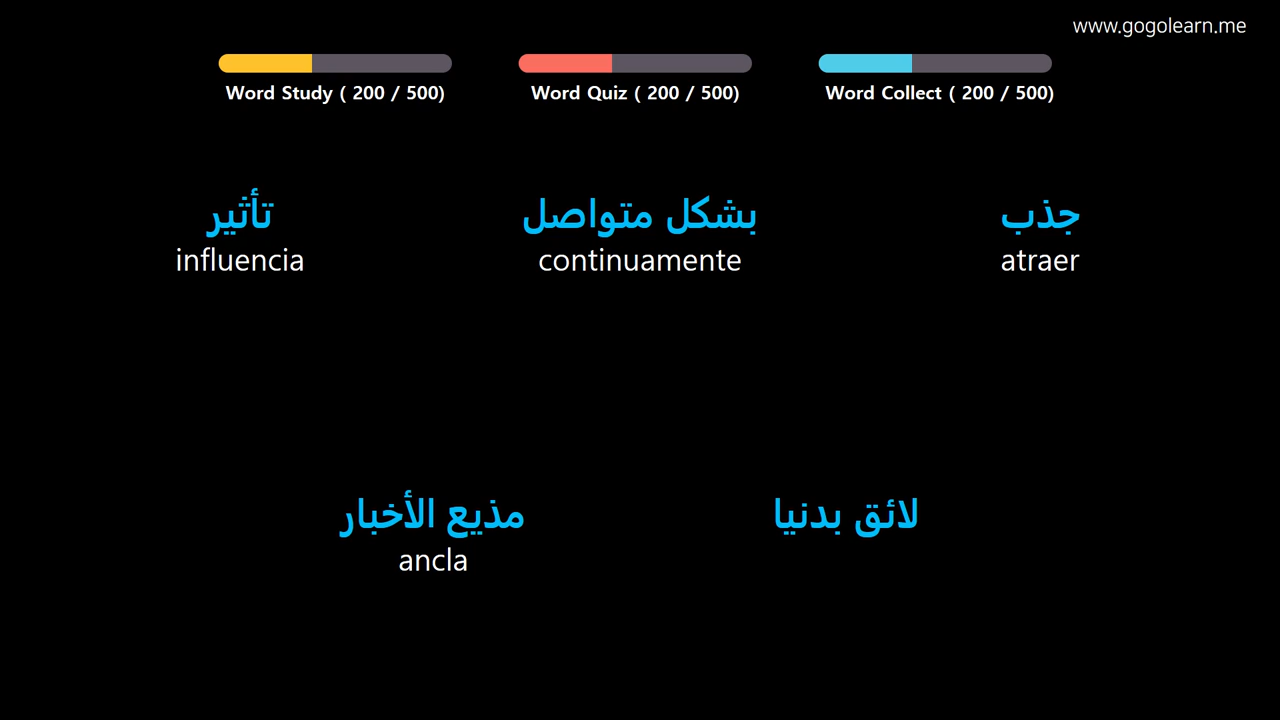 www.gogolearn.me
Word Study ( 200 / 500)
Word Quiz ( 200 / 500)
Word Collect ( 200 / 500)
تأثير
influencia
بشكل متواصل
continuamente
جذب
atraer
مذيع الأخبار
ancla
لائق بدنيا